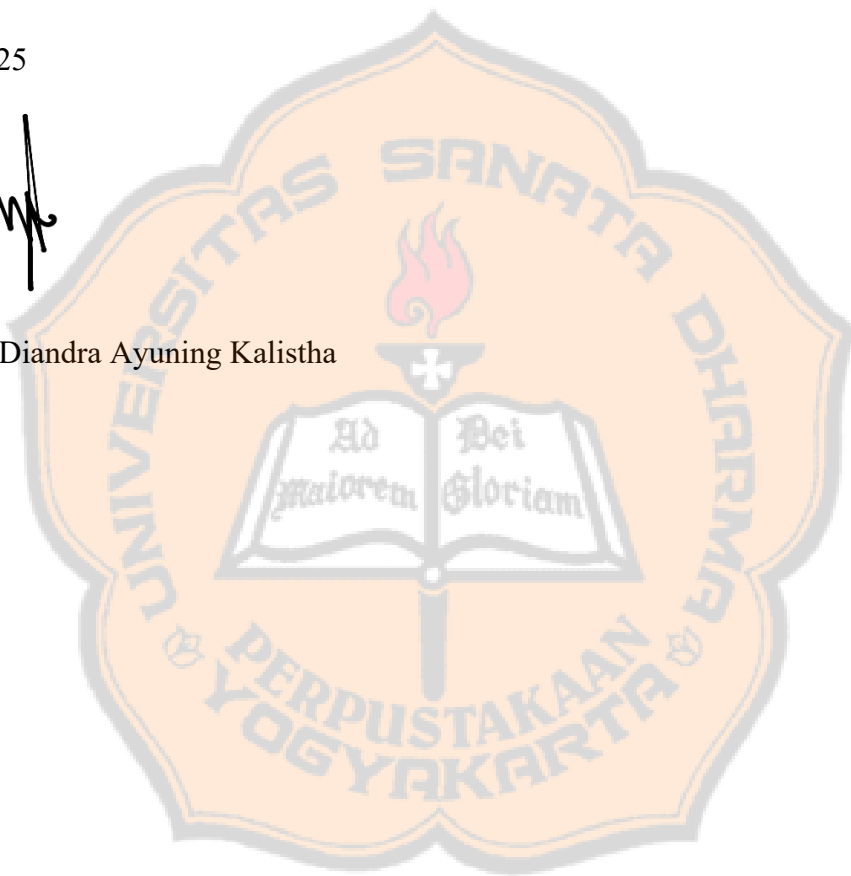 25
UNIVERSITAS SANATA DHARMA
Diandra Ayuning Kalistha
Ad
Maiorem
Dei
Gloriam
PERPUSTAKAAN
YOGYAKARTA